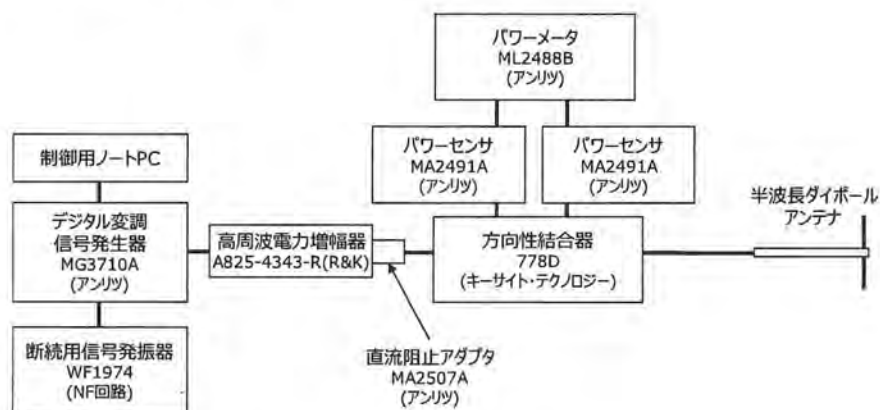 パワーメータ
ML2488B
(アンリツ)
パワーセンサ
MA2491A
(アンリツ)
パワーセンサ
MA2491A
(アンリツ)
制御用ノートPC
デジタル変調
信号発生器
MG3710A
(アンリツ)
高周波電力増幅器
A825-4343-R(R&K)
方向性結合器
778D
(キーサイト・テクノロジー)
半波長ダイポール
アンテナ
断続用信号発振器
WF1974
(NF回路)
直流阻止アダプタ
MA2507A
(アンリツ)